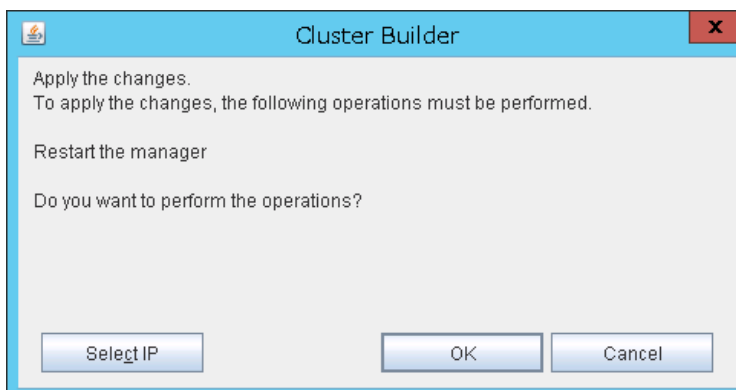 Cluster Builder
x
Apply the changes.
To apply the changes, the following operations must be performed.
Restart the manager
Do you want to perform the operations?
Select IP
OK
Cancel